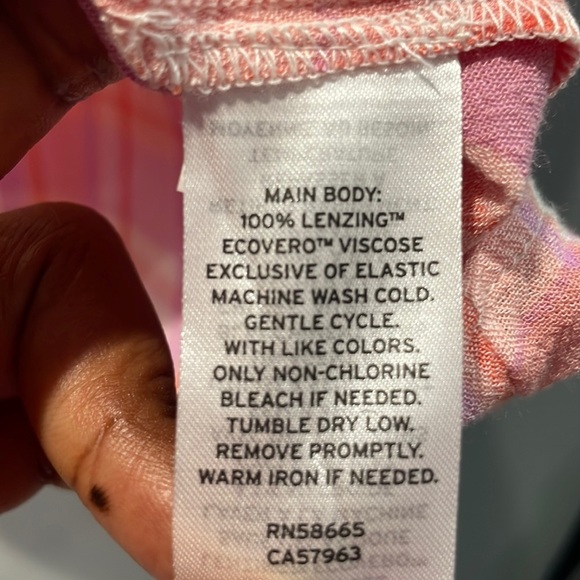 MAIN BODY:
100% LENZING™
ECOVERO™ VISCOSE
EXCLUSIVE OF ELASTIC
MACHINE WASH COLD.
GENTLE CYCLE.
WITH LIKE COLORS.
ONLY NON-CHLORINE
BLEACH IF NEEDED.
TUMBLE DRY LOW.
REMOVE PROMPTLY.
WARM IRON IF NEEDED.
RN58665
CA57963